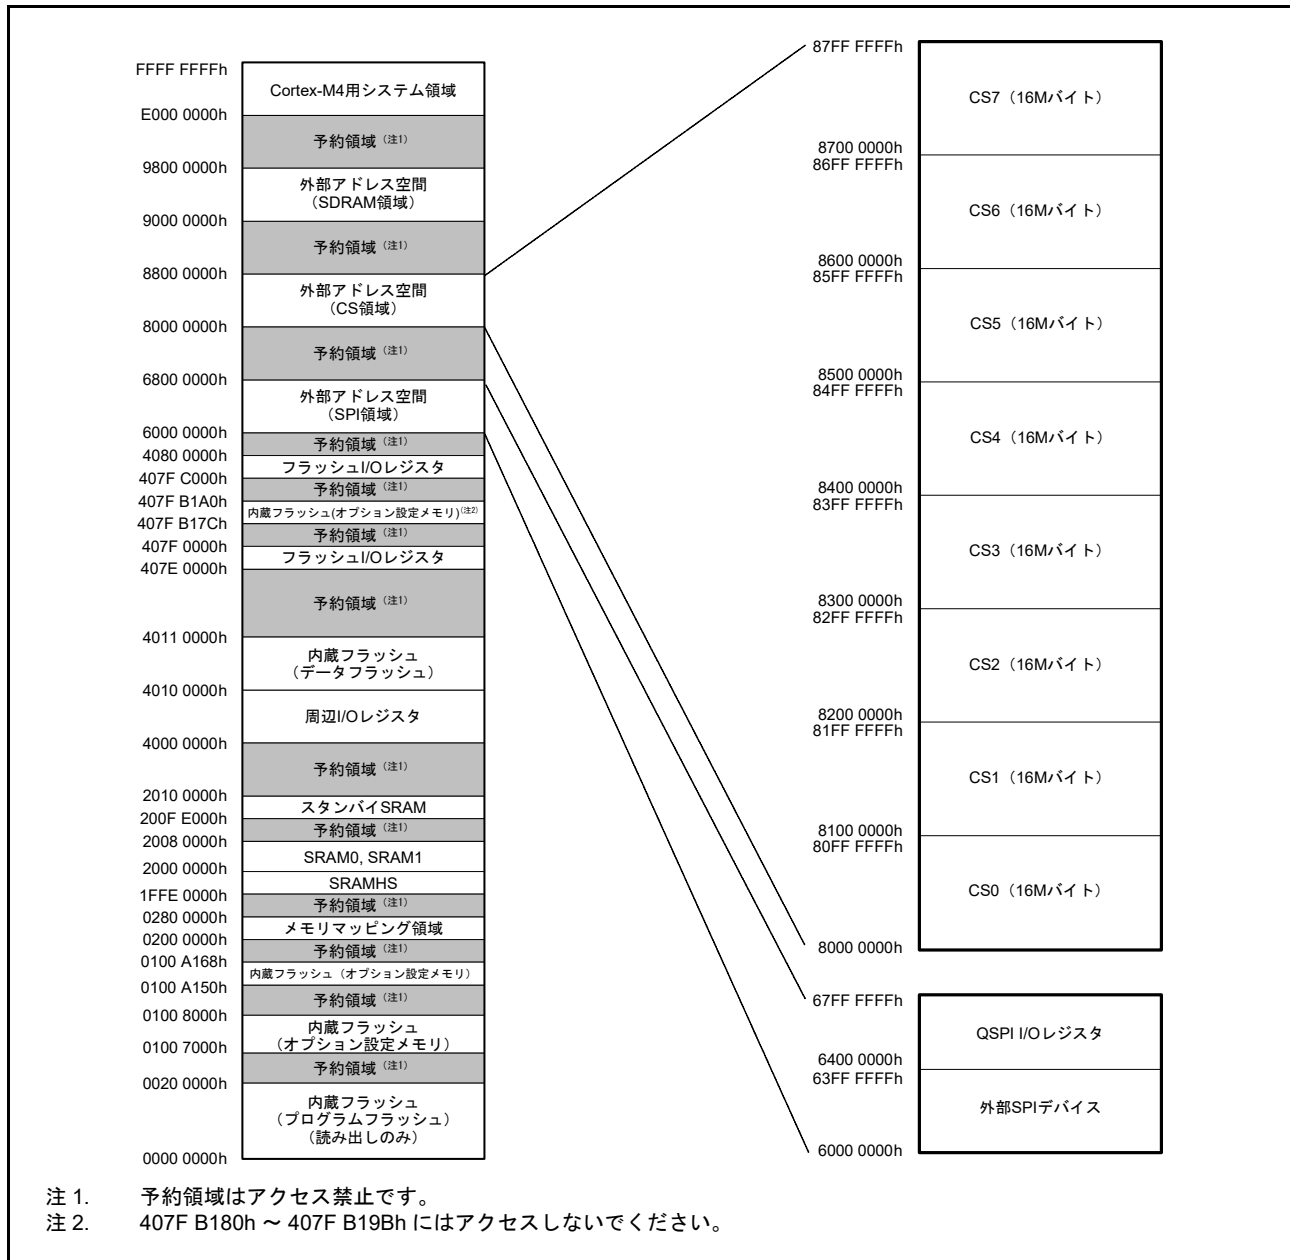 FFFF FFFFh
Cortex-M4用システム領域
E000 0000h
予約領域 (注1)
9800 0000h
外部アドレス空間
(SDRAM領域)
9000 0000h
予約領域 (注1)
8800 0000h
外部アドレス空間
(CS領域)
8000 0000h
予約領域 (注1)
6800 0000h
外部アドレス空間
(SPI領域)
6000 0000h
予約領域 (注1)
4080 0000h
フラッシュI/Oレジスタ
407F C000h
予約領域 (注1)
407F B1A0h
内蔵フラッシュ(オプション設定メモリ)(注2)
407F B17Ch
予約領域 (注1)
407F 0000h
フラッシュI/Oレジスタ
407E 0000h
予約領域 (注1)
4011 0000h
内蔵フラッシュ
(データフラッシュ)
4010 0000h
周辺I/Oレジスタ
4000 0000h
予約領域 (注1)
2010 0000h
スタンバイSRAM
200F E000h
予約領域 (注1)
2008 0000h
SRAM0, SRAM1
2000 0000h
SRAMHS
1FFE 0000h
予約領域 (注1)
0280 0000h
メモリマッピング領域
0200 0000h
予約領域 (注1)
0100 A168h
内蔵フラッシュ(オプション設定メモリ)
0100 A150h
予約領域 (注1)
0100 8000h
内蔵フラッシュ
(オプション設定メモリ)
0100 7000h
予約領域 (注1)
0020 0000h
内蔵フラッシュ
(プログラムフラッシュ)
(読み出しのみ)
0000 0000h
87FF FFFFh
CS7(16Mバイト)
8700 0000h
86FF FFFFh
CS6(16Mバイト)
8600 0000h
85FF FFFFh
CS5(16Mバイト)
8500 0000h
84FF FFFFh
CS4(16Mバイト)
8400 0000h
83FF FFFFh
CS3(16Mバイト)
8300 0000h
82FF FFFFh
CS2(16Mバイト)
8200 0000h
81FF FFFFh
CS1(16Mバイト)
8100 0000h
80FF FFFFh
CS0(16Mバイト)
8000 0000h
67FF FFFFh
QSPI I/Oレジスタ
6400 0000h
63FF FFFFh
外部SPIデバイス
6000 0000h
注 1. 予約領域はアクセス禁止です。
注 2. 407F B180h ~ 407F B19Bh にはアクセスしないでください。